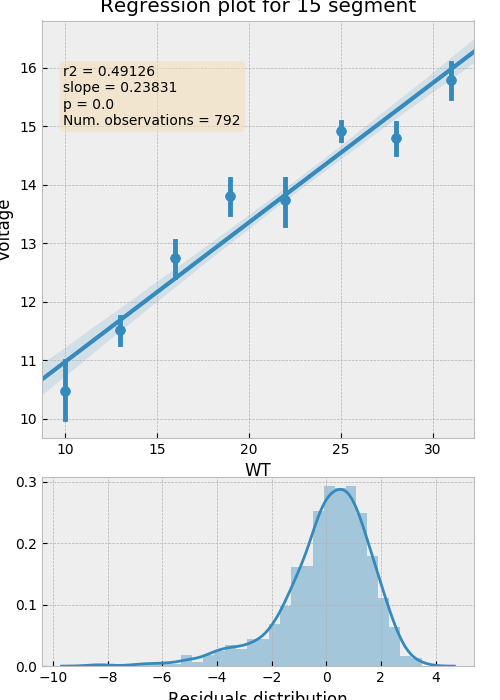 Regression plot for 15 segment
r2 = 0.49126
slope = 0.23831
p = 0.0
Num. observations = 792
Voltage
16
15
14
13
12
11
10
10 15 20 25 30
WT
0.3
0.2
0.1
0.0
−10 −8 −6 −4 −2 0 2 4
Residuals distribution